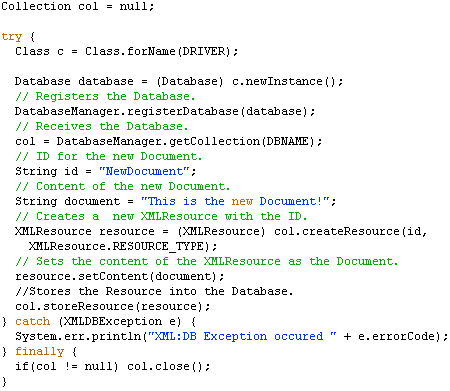 Collection col = null;

try {
  Class c = Class.forName(DRIVER);

  Database database = (Database) c.newInstance();
  // Registers the Database.
  DatabaseManager.registerDatabase(database);
  // Receives the Database.
  col = DatabaseManager.getCollection(DBNAME);
  // ID for the new Document.
  String id = "NewDocument";
  // Content of the new Document.
  String document = "This is the new Document!";
  // Creates a  new XMLResource with the ID.
  XMLResource resource = (XMLResource) col.createResource(id,
    XMLResource.RESOURCE_TYPE);
  // Sets the content of the XMLResource as the Document.
  resource.setContent(document);
  //Stores the Resource into the Database.
  col.storeResource(resource);
} catch (XMLDBException e) {
  System.err.println("XML:DB Exception occured " + e.errorCode);
} finally {
  if(col != null) col.close();
}